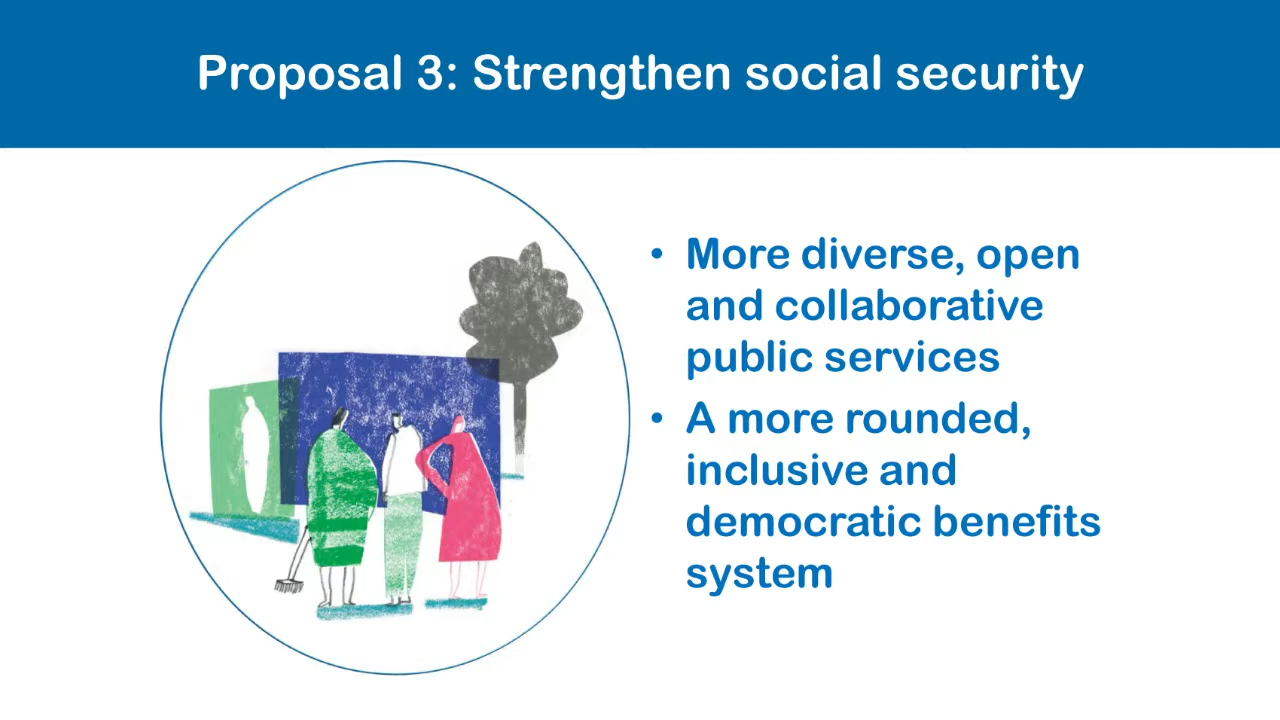 Proposal 3: Strengthen social security
• More diverse, open
and collaborative
public services
• A more rounded,
inclusive and
democratic benefits
system